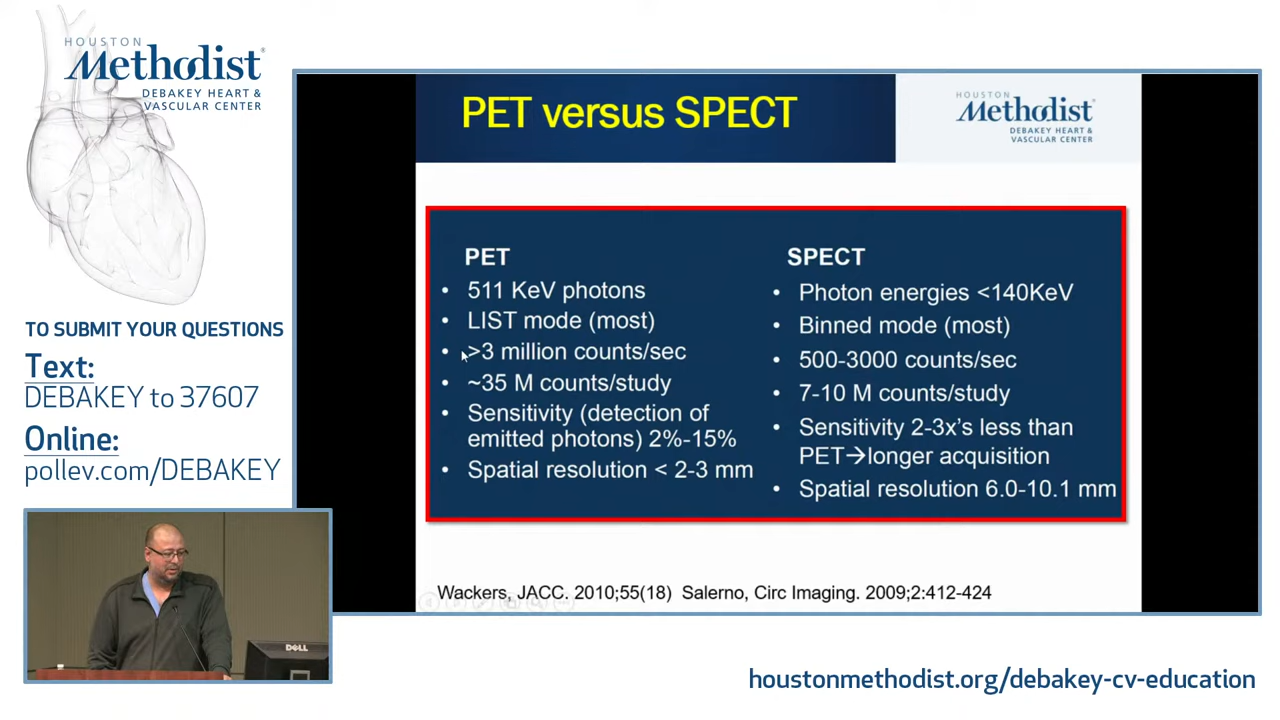 HOUSTON
Methodist®
DEBAKEY HEART &
VASCULAR CENTER
TO SUBMIT YOUR QUESTIONS
Text:
DEBAKEY to 37607
Online:
pollev.com/DEBAKEY
PET versus SPECT
HOUSTON
Methodist®
DEBAKEY HEART &
VASCULAR CENTER
PET
• 511 KeV photons
• LIST mode (most)
• >3 million counts/sec
• ~35 M counts/study
• Sensitivity (detection of
emitted photons) 2%-15%
• Spatial resolution < 2-3 mm
SPECT
• Photon energies <140KeV
• Binned mode (most)
• 500-3000 counts/sec
• 7-10 M counts/study
• Sensitivity 2-3x's less than
PET→longer acquisition
• Spatial resolution 6.0-10.1 mm
Wackers, JACC. 2010;55(18) Salerno, Circ Imaging. 2009;2:412-424
DELL
houstonmethodist.org/debakey-cv-education